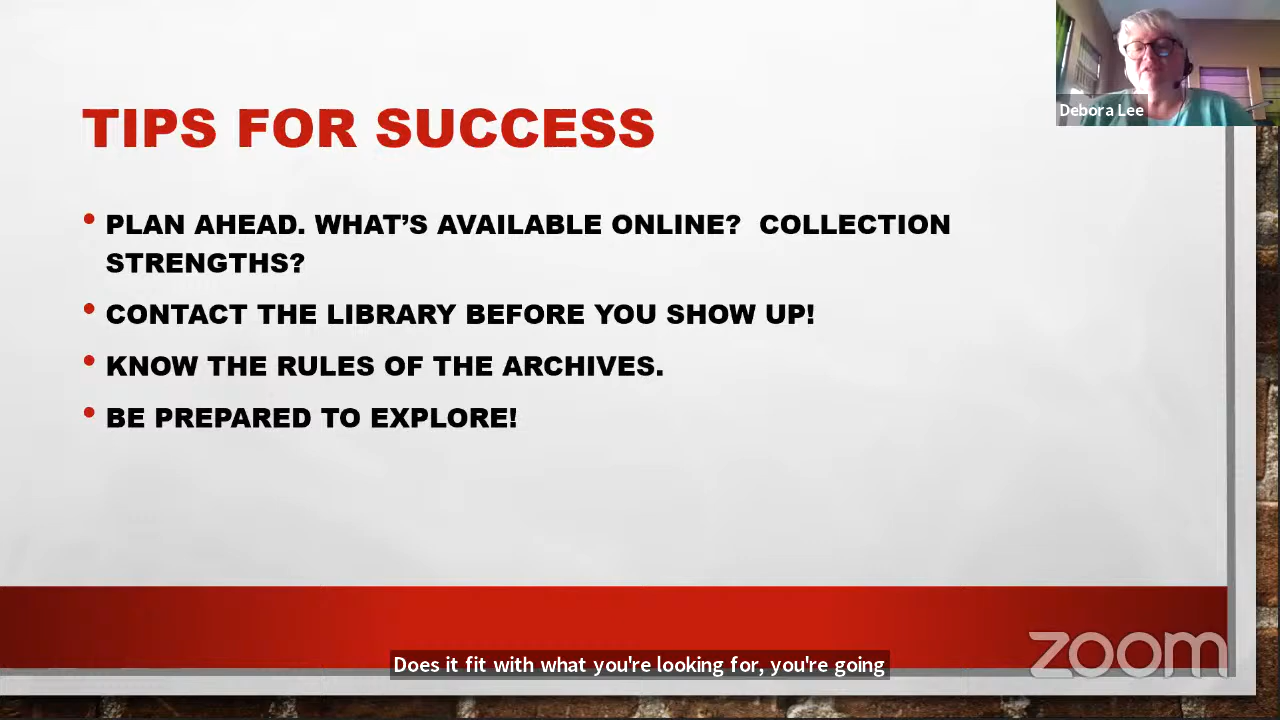 Debora Lee
TIPS FOR SUCCESS
• PLAN AHEAD. WHAT’S AVAILABLE ONLINE?  COLLECTION
STRENGTHS?
• CONTACT THE LIBRARY BEFORE YOU SHOW UP!
• KNOW THE RULES OF THE ARCHIVES.
• BE PREPARED TO EXPLORE!
zoom
Does it fit with what you're looking for, you're going